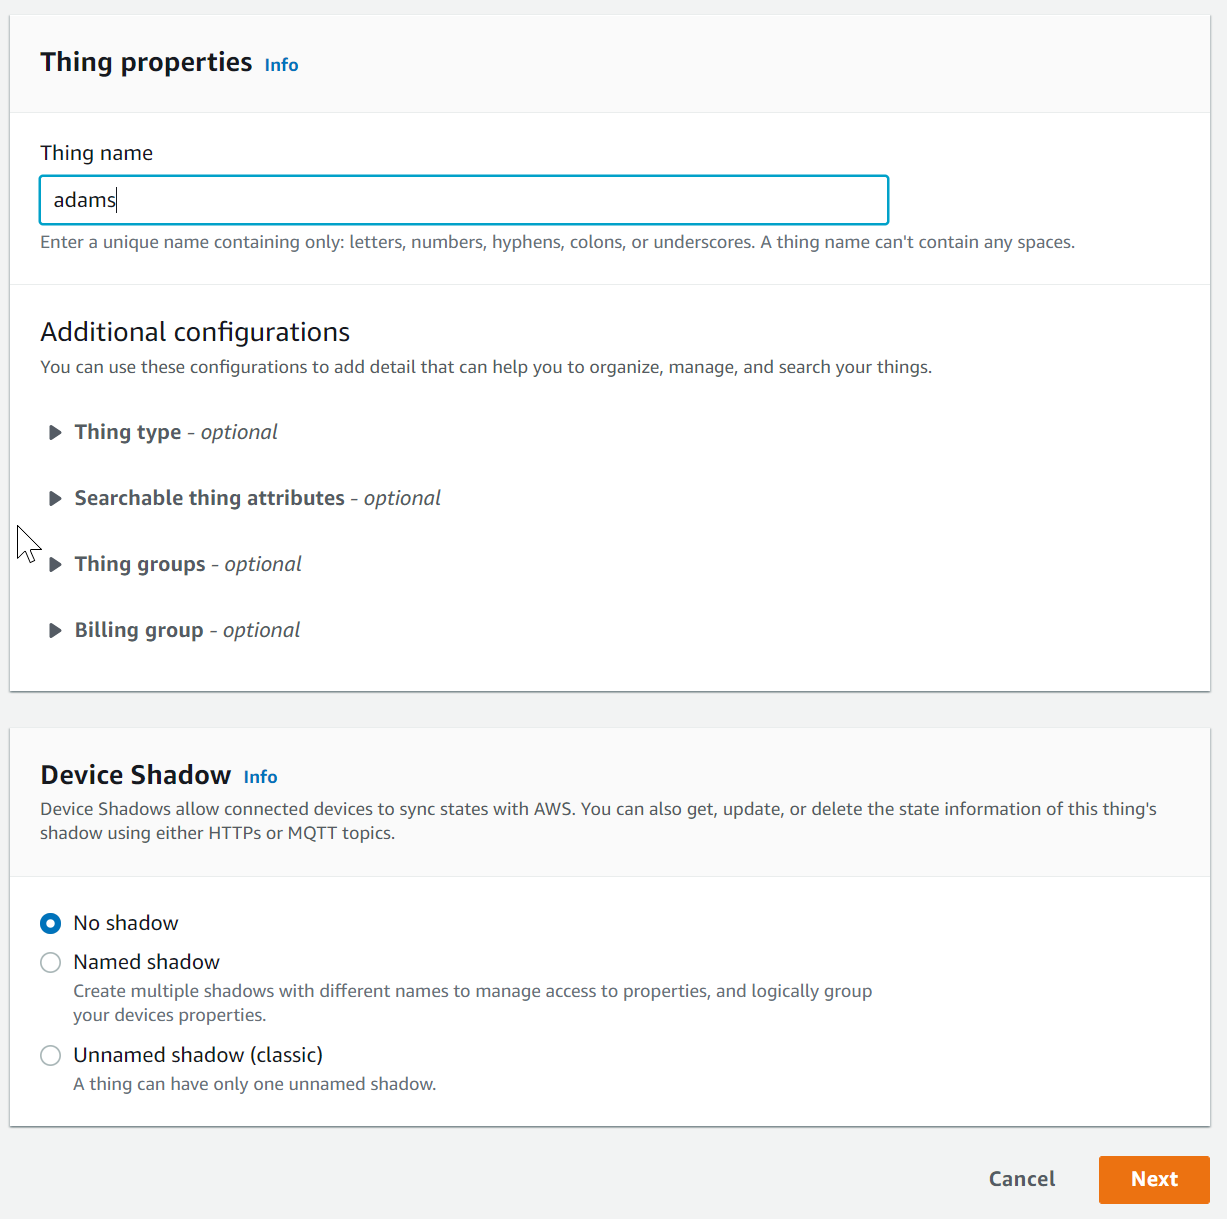 Thing properties Info
Thing name
adams
Enter a unique name containing only: letters, numbers, hyphens, colons, or underscores. A thing name can't contain any spaces.
Additional configurations
You can use these configurations to add detail that can help you to organize, manage, and search your things.
Thing type - optional
Searchable thing attributes - optional
Thing groups - optional
Billing group - optional
Device Shadow Info
Device Shadows allow connected devices to sync states with AWS. You can also get, update, or delete the state information of this thing's
shadow using either HTTPs or MQTT topics.
No shadow
Named shadow
Create multiple shadows with different names to manage access to properties, and logically group
your devices properties.
Unnamed shadow (classic)
A thing can have only one unnamed shadow.
Cancel Next